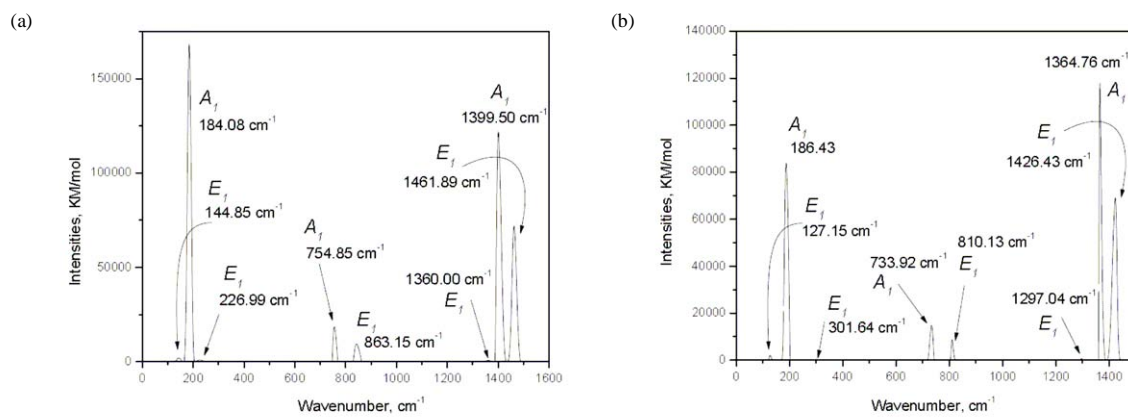 (a)
A1
184.08 cm-1
E1
144.85 cm-1
E1
226.99 cm-1
A1
754.85 cm-1
E1
863.15 cm-1
A1
1399.50 cm-1
E1
1461.89 cm-1
1360.00 cm-1
E1
150000
100000
50000
0
Intensities, KM/mol
0 200 400 600 800 1000 1200 1400 1600
Wavenumber, cm-1
(b)
1364.76 cm-1
A1
A1
186.43
E1
127.15 cm-1
E1
301.64 cm-1
733.92 cm-1
A1
810.13 cm-1
E1
E1
1426.43 cm-1
1297.04 cm-1
E1
140000
120000
100000
80000
60000
40000
20000
0
Intensities, KM/mol
0 200 400 600 800 1000 1200 1400
Wavenumber, cm-1